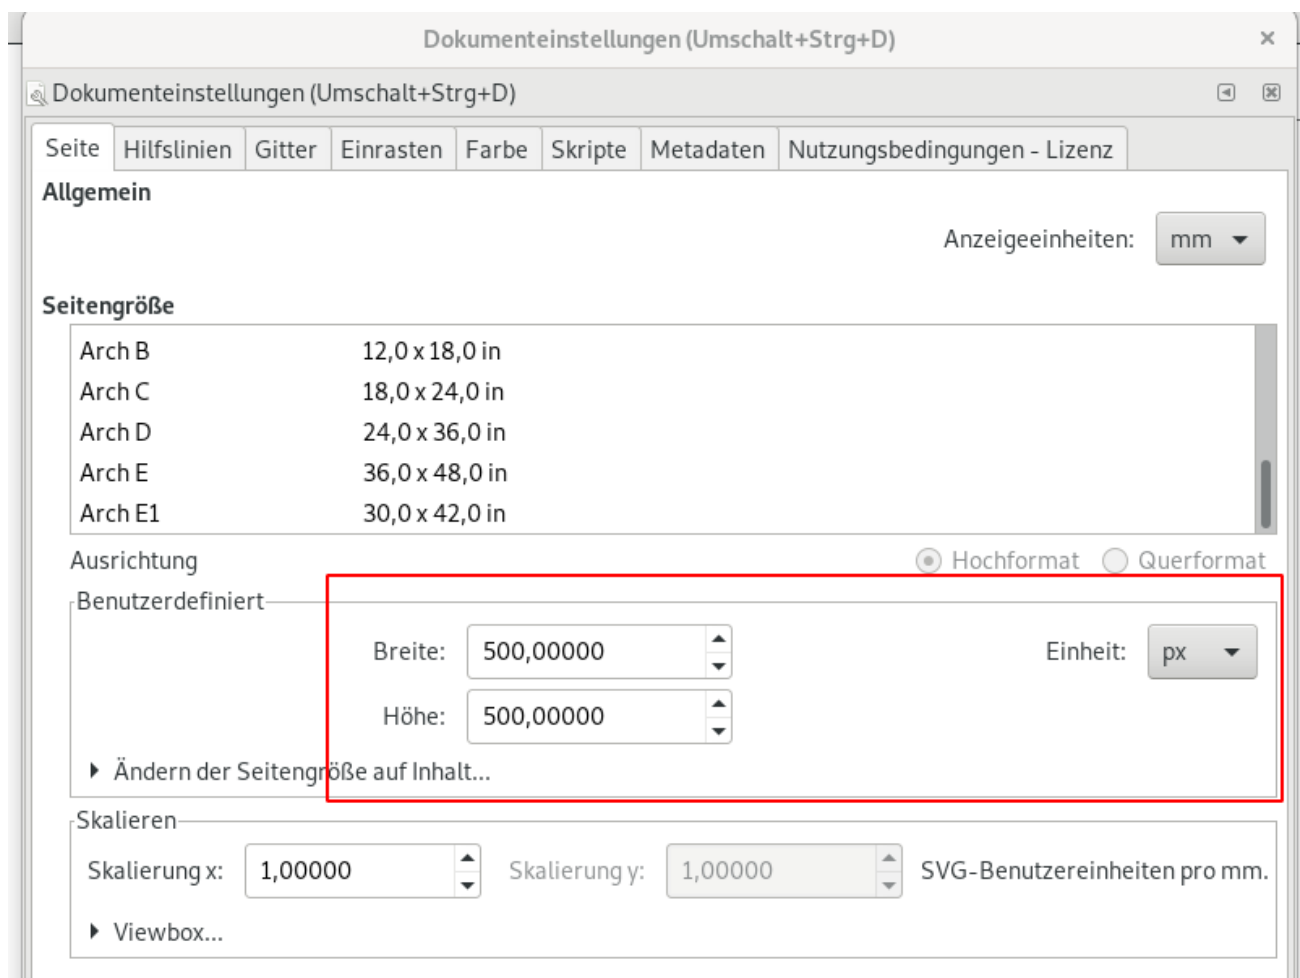 Dokumenteinstellungen (Umschalt+Strg+D)
Dokumenteinstellungen (Umschalt+Strg+D)
Seite Hilfslinien Gitter Einrasten Farbe Skripte Metadaten Nutzungsbedingungen - Lizenz
Allgemein
Anzeigeeinheiten: mm
Seitengröße
Arch B 12,0 x 18,0 in
Arch C 18,0 x 24,0 in
Arch D 24,0 x 36,0 in
Arch E 36,0 x 48,0 in
Arch E1 30,0 x 42,0 in
Ausrichtung Hochformat Querformat
Benutzerdefiniert
Breite: 500,00000 Einheit: px
Höhe: 500,00000
Ändern der Seitengröße auf Inhalt...
Skalieren
Skalierung x: 1,00000 Skalierung y: 1,00000 SVG-Benutzereinheiten pro mm.
Viewbox...